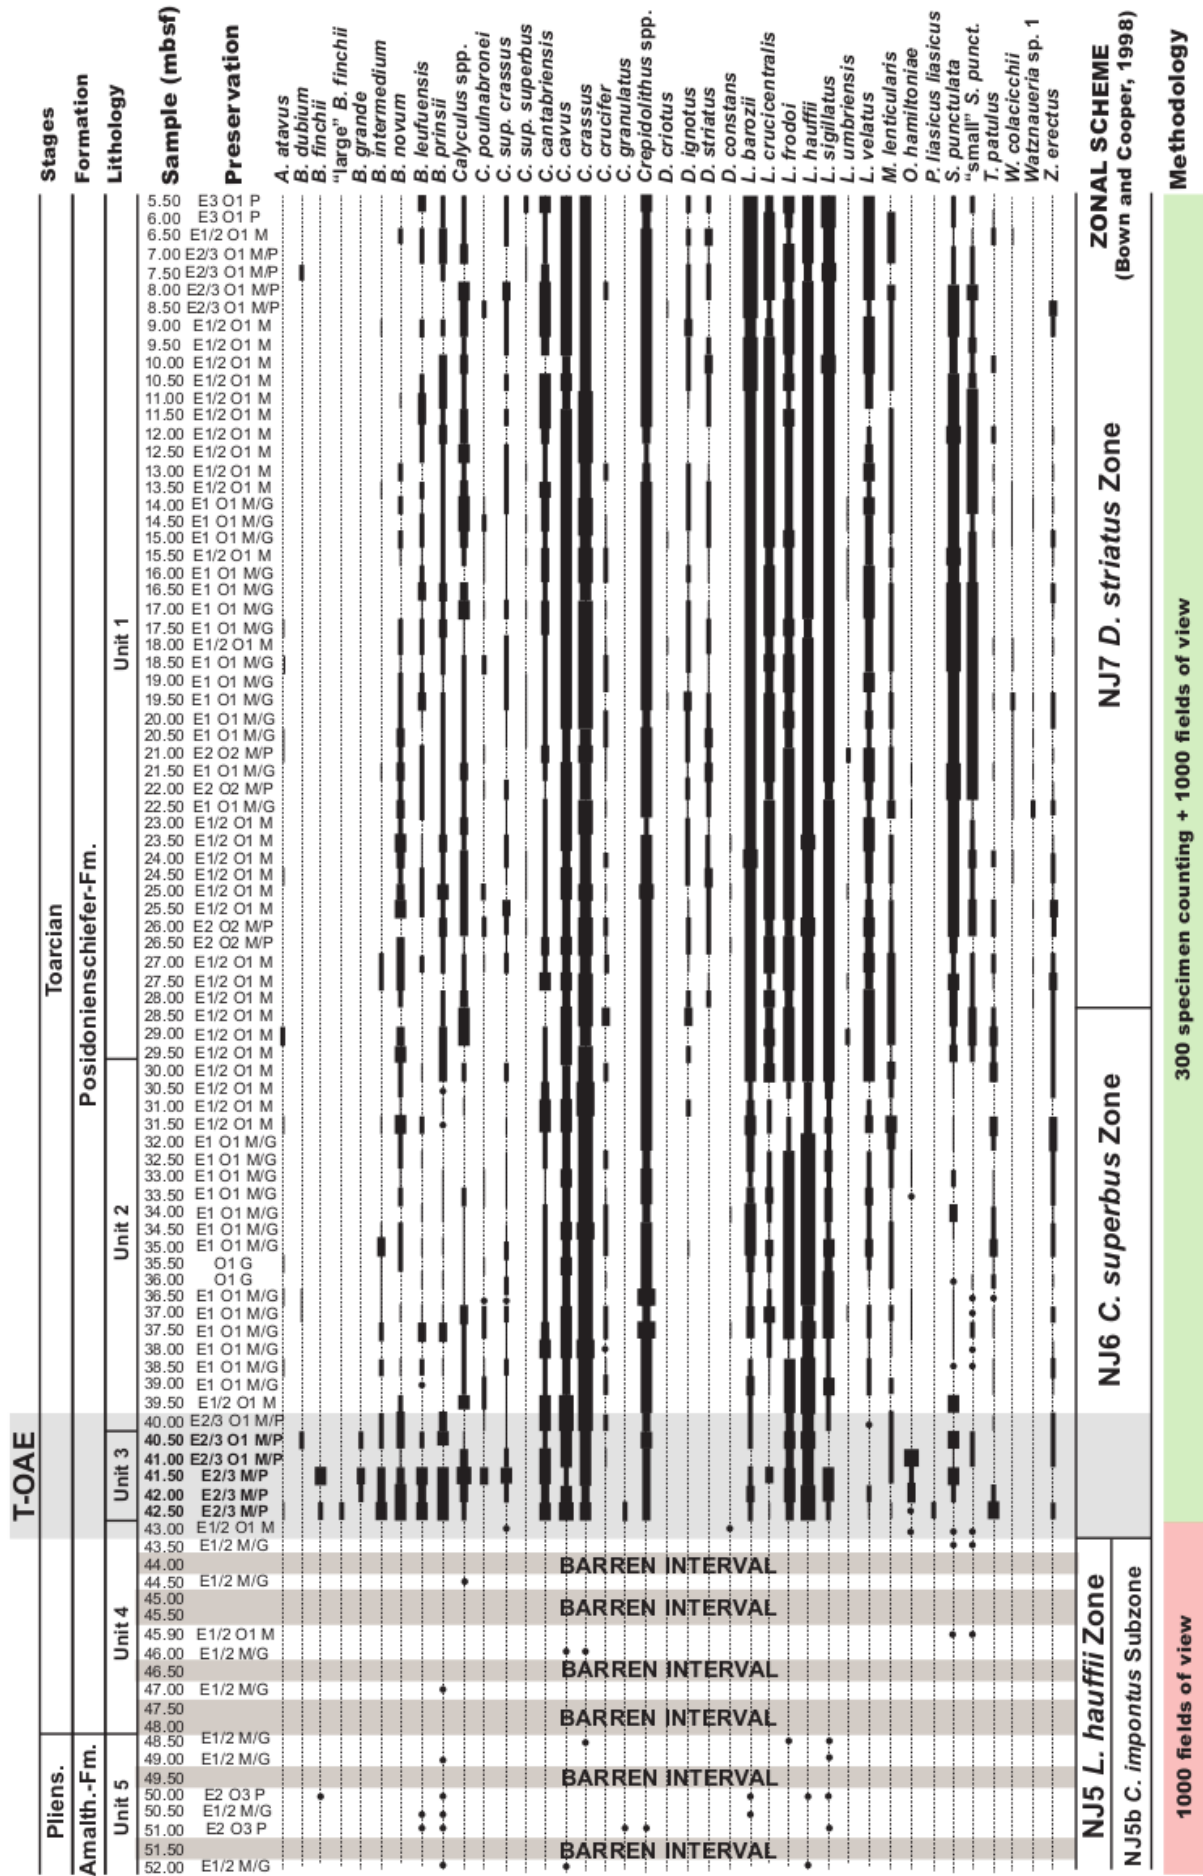 Stages
Formation
Lithology
Sample (mbsf)
Preservation
A. atavus
B. dubium
B. finchii
"large" B. finchii
B. grande
B. intermedium
B. novum
B. leufuensis
B. prinsii
Calyculus spp.
C. poulnabronei
C. sup. crassus
C. sup. superbus
C. cantabriensis
C. cavus
C. crassus
C. crucifer
C. granulatus
Crepidolithus spp.
D. criotus
D. ignotus
D. striatus
D. constans
L. barozii
L. crucicentralis
L. frodoi
L. hauffii
L. sigillatus
L. umbriensis
L. velatus
M. lenticularis
O. hamiltoniae
P. liasicus liasicus
S. punctulata
"small" S. punct.
T. patulus
W. colacicchii
Watznaueria sp. 1
Z. erectus
ZONAL SCHEME
(Bown and Cooper, 1998)
Methodology
5.50 E3 O1 P
6.00 E3 O1 P
6.50 E1/2 O1 M
7.00 E2/3 O1 M/P
7.50 E2/3 O1 M/P
8.00 E2/3 O1 M/P
8.50 E2/3 O1 M/P
9.00 E1/2 O1 M
9.50 E1/2 O1 M
10.00 E1/2 O1 M
10.50 E1/2 O1 M
11.00 E1/2 O1 M
11.50 E1/2 O1 M
12.00 E1/2 O1 M
12.50 E1/2 O1 M
13.00 E1/2 O1 M
13.50 E1/2 O1 M
14.00 E1 O1 M/G
14.50 E1 O1 M/G
15.00 E1 O1 M/G
15.50 E1/2 O1 M
16.00 E1 O1 M/G
16.50 E1 O1 M/G
17.00 E1 O1 M/G
17.50 E1 O1 M/G
18.00 E1/2 O1 M
18.50 E1 O1 M/G
19.00 E1 O1 M/G
19.50 E1 O1 M/G
20.00 E1 O1 M/G
20.50 E1 O1 M/G
21.00 E2 O2 M/P
21.50 E1 O1 M/G
22.00 E2 O2 M/P
22.50 E1 O1 M/G
23.00 E1/2 O1 M
23.50 E1/2 O1 M
24.00 E1/2 O1 M
24.50 E1/2 O1 M
25.00 E1/2 O1 M
25.50 E1/2 O1 M
26.00 E2 O2 M/P
26.50 E2 O2 M/P
27.00 E1/2 O1 M
27.50 E1/2 O1 M
28.00 E1/2 O1 M
28.50 E1/2 O1 M
29.00 E1/2 O1 M
29.50 E1/2 O1 M
30.00 E1/2 O1 M
30.50 E1/2 O1 M
31.00 E1/2 O1 M
31.50 E1/2 O1 M
32.00 E1 O1 M/G
32.50 E1 O1 M/G
33.00 E1 O1 M/G
33.50 E1 O1 M/G
34.00 E1 O1 M/G
34.50 E1 O1 M/G
35.00 E1 O1 M/G
35.50 O1 G
36.00 O1 G
36.50 E1 O1 M/G
37.00 E1 O1 M/G
37.50 E1 O1 M/G
38.00 E1 O1 M/G
38.50 E1 O1 M/G
39.00 E1 O1 M/G
39.50 E1/2 O1 M
40.00 E2/3 O1 M/P
40.50 E2/3 O1 M/P
41.00 E2/3 O1 M/P
41.50 E2/3 M/P
42.00 E2/3 M/P
42.50 E2/3 M/P
43.00 E1/2 O1 M
43.50 E1/2 M/G
44.00 BARREN INTERVAL
44.50 E1/2 M/G
45.00
45.50 BARREN INTERVAL
45.90 E1/2 O1 M
46.00 E1/2 M/G
46.50 BARREN INTERVAL
47.00 E1/2 M/G
47.50
48.00 BARREN INTERVAL
48.50 E1/2 M/G
49.00 E1/2 M/G
49.50 BARREN INTERVAL
50.00 E2 O3 P
50.50 E1/2 M/G
51.00 E2 O3 P
51.50 BARREN INTERVAL
52.00 E1/2 M/G
T-OAE
Toarcian
Pliens.
Posidonienschiefer-Fm.
Amalth.-Fm.
Unit 1
Unit 2
Unit 3
Unit 4
Unit 5
NJ7 D. striatus Zone
NJ6 C. superbus Zone
NJ5 L. hauffii Zone
NJ5b C. impontus Subzone
300 specimen counting + 1000 fields of view
1000 fields of view